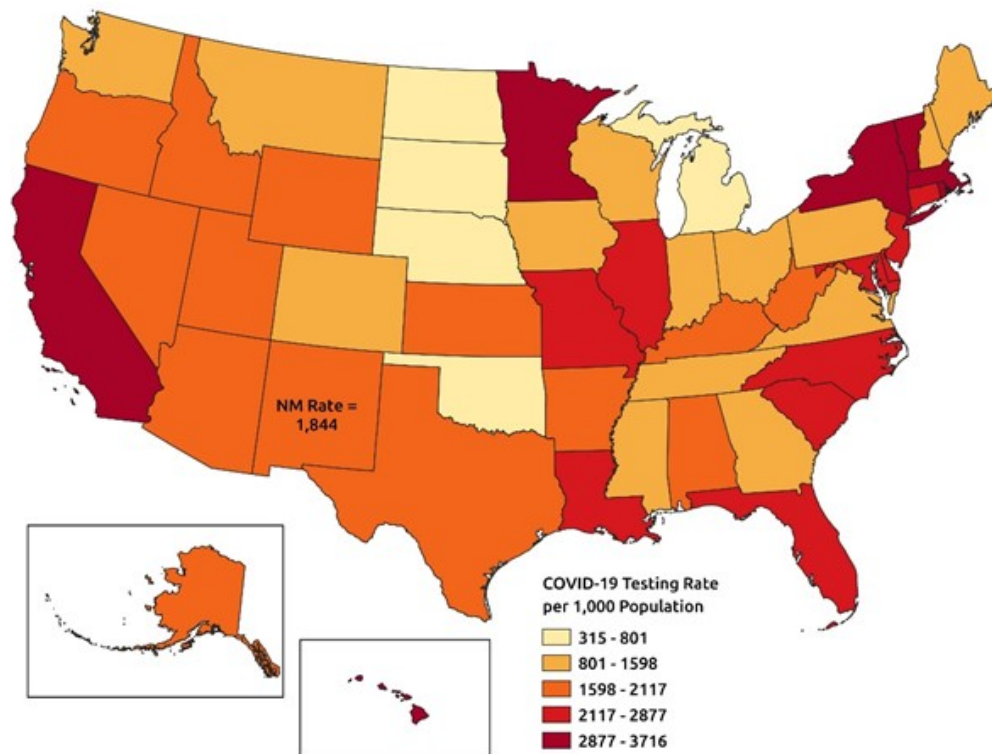 NM Rate =
1,844
COVID-19 Testing Rate
per 1,000 Population
315 - 801
801 - 1598
1598 - 2117
2117 - 2877
2877 - 3716